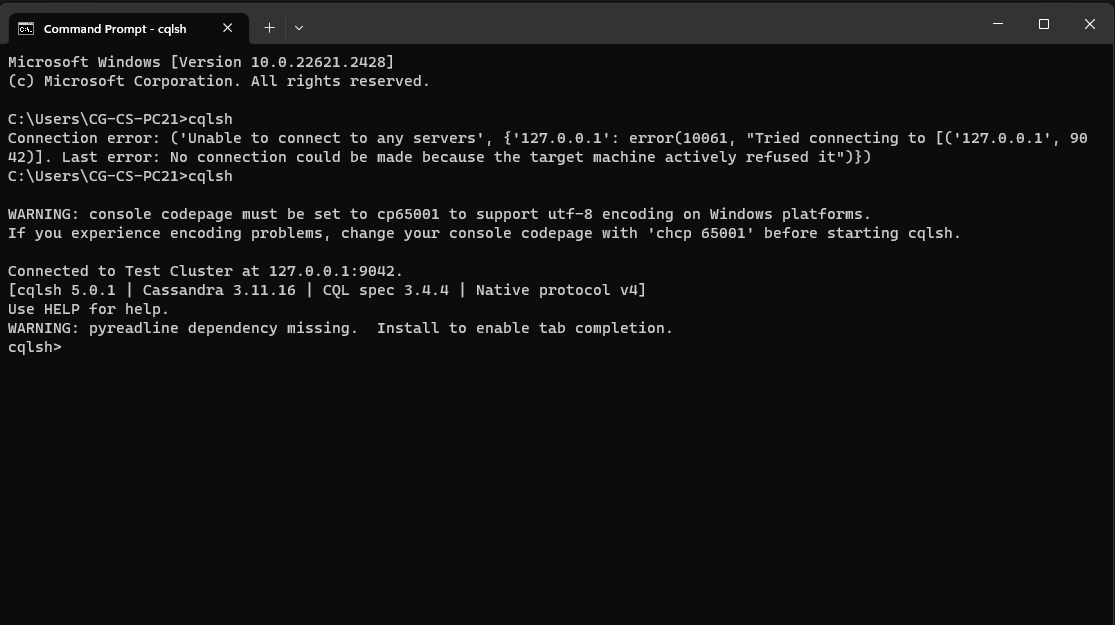 Command Prompt - cqlsh
Microsoft Windows [Version 10.0.22621.2428]
(c) Microsoft Corporation. All rights reserved.
C:\Users\CG-CS-PC21>cqlsh
Connection error: ('Unable to connect to any servers', {'127.0.0.1': error(10061, "Tried connecting to [('127.0.0.1', 90
42)]. Last error: No connection could be made because the target machine actively refused it")})
C:\Users\CG-CS-PC21>cqlsh
WARNING: console codepage must be set to cp65001 to support utf-8 encoding on Windows platforms.
If you experience encoding problems, change your console codepage with 'chcp 65001' before starting cqlsh.
Connected to Test Cluster at 127.0.0.1:9042.
[cqlsh 5.0.1 | Cassandra 3.11.16 | CQL spec 3.4.4 | Native protocol v4]
Use HELP for help.
WARNING: pyreadline dependency missing.  Install to enable tab completion.
cqlsh>